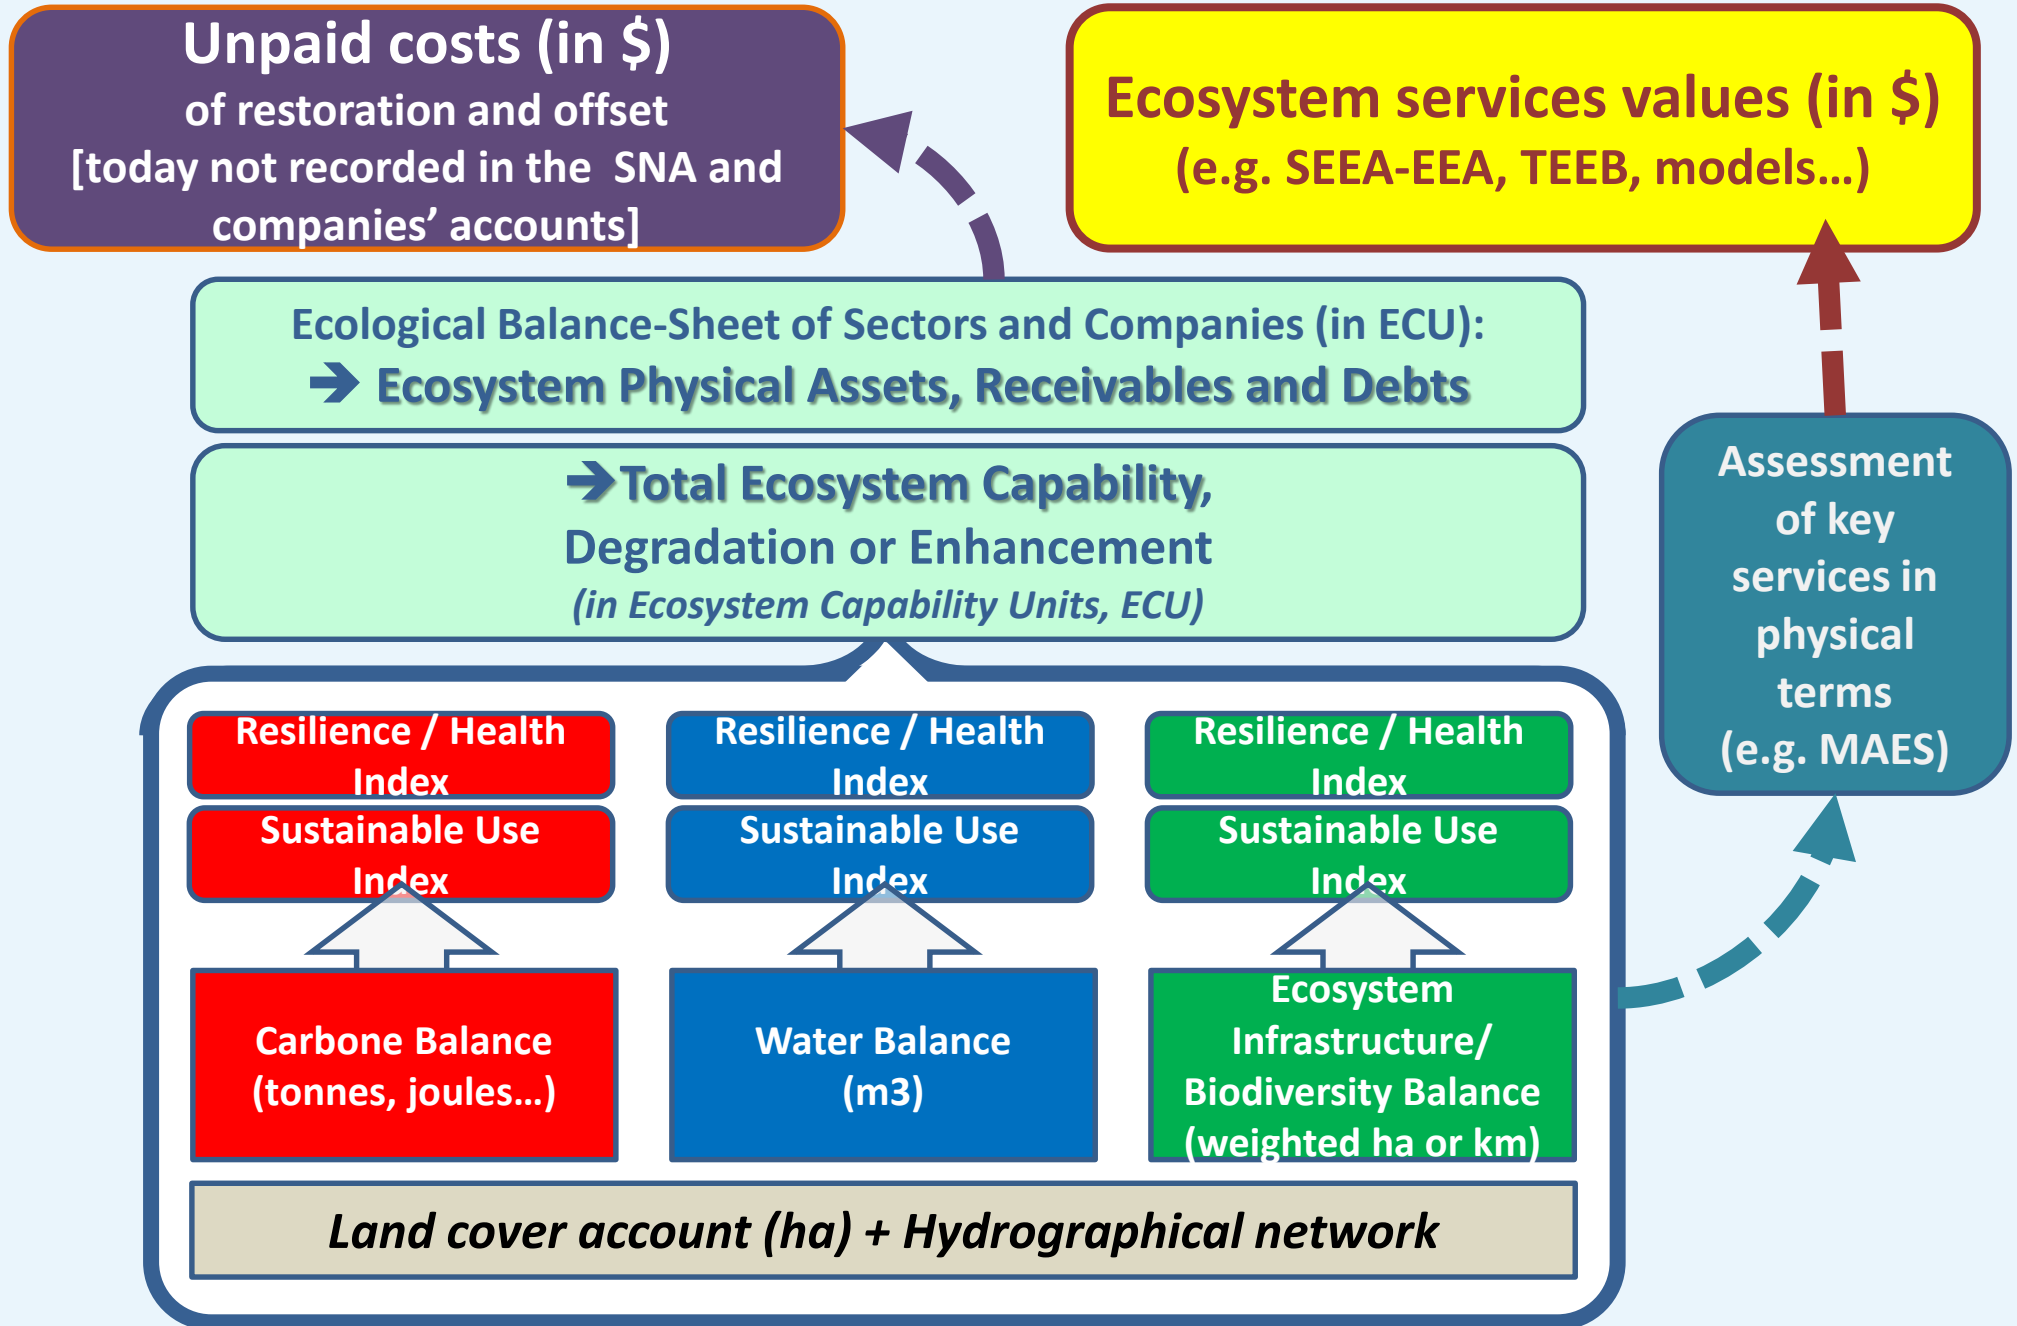 Unpaid costs (in $)
of restoration and offset
[today not recorded in the SNA and
companies’ accounts]
Ecosystem services values (in $)
(e.g. SEEA-EEA, TEEB, models…)
Ecological Balance-Sheet of Sectors and Companies (in ECU):
➔ Ecosystem Physical Assets, Receivables and Debts
➔Total Ecosystem Capability,
Degradation or Enhancement
(in Ecosystem Capability Units, ECU)
Assessment
of key
services in
physical
terms
(e.g. MAES)
Resilience / Health
Index
Resilience / Health
Index
Resilience / Health
Index
Sustainable Use
Index
Sustainable Use
Index
Sustainable Use
Index
Carbone Balance
(tonnes, joules…)
Water Balance
(m3)
Ecosystem
Infrastructure/
Biodiversity Balance
(weighted ha or km)
Land cover account (ha) + Hydrographical network